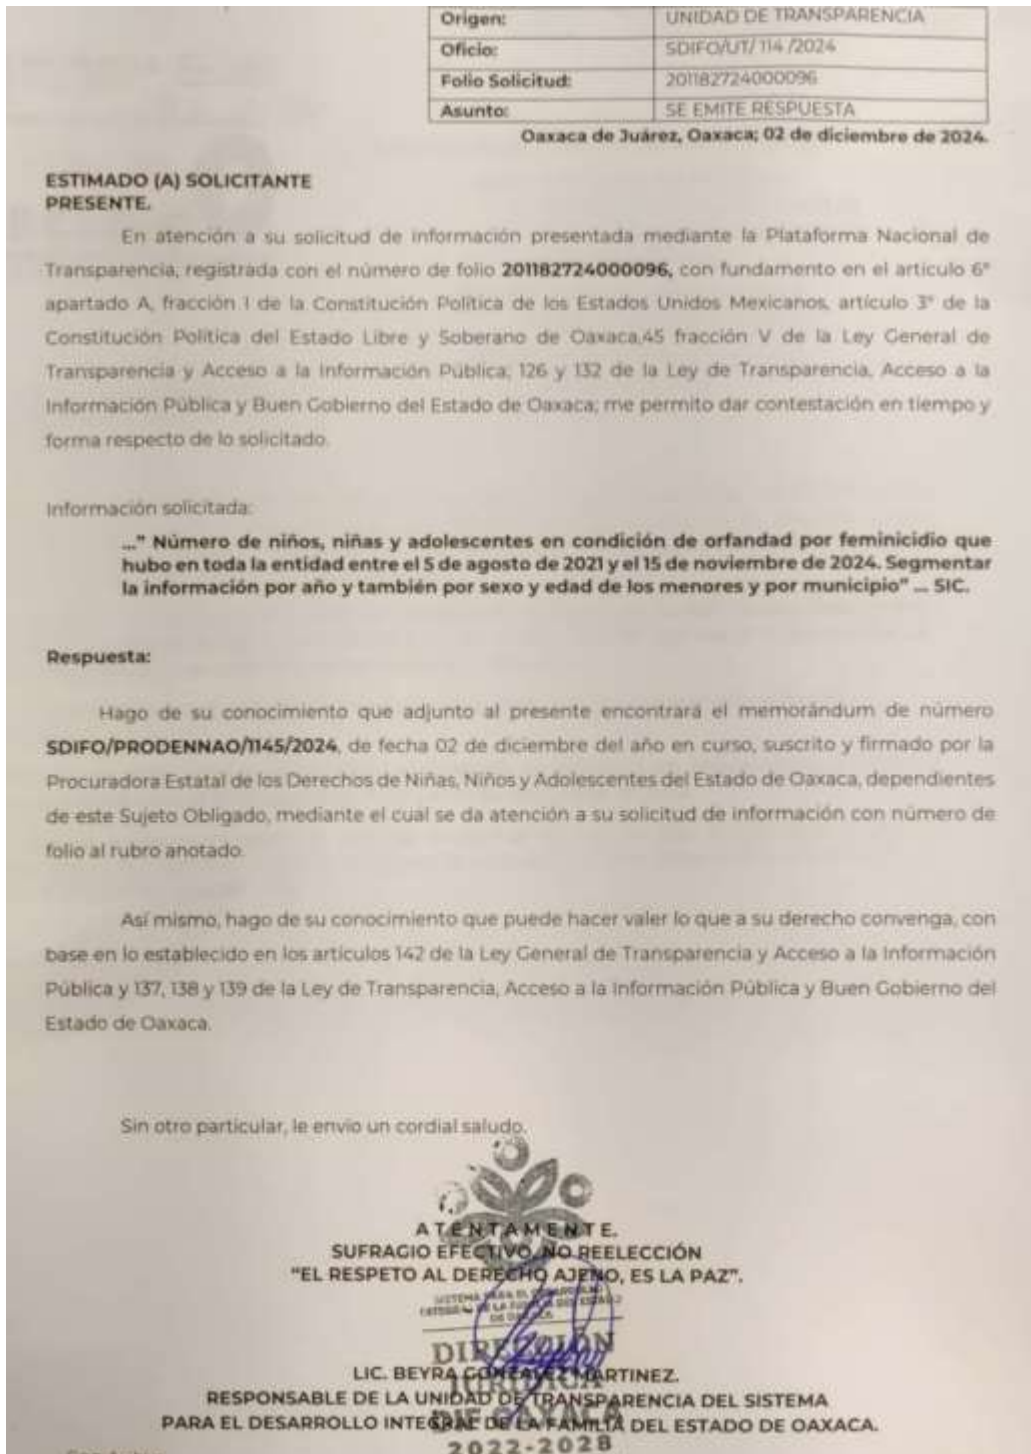 Origen: UNIDAD DE TRANSPARENCIA
Oficio: SDIFO/UT/ 114 /2024
Folio Solicitud: 201182724000096
Asunto: SE EMITE RESPUESTA
Oaxaca de Juárez, Oaxaca; 02 de diciembre de 2024.
ESTIMADO (A) SOLICITANTE
PRESENTE.
En atención a su solicitud de información presentada mediante la Plataforma Nacional de
Transparencia, registrada con el número de folio 201182724000096, con fundamento en el artículo 6°
apartado A, fracción I de la Constitución Política de los Estados Unidos Mexicanos, artículo 3° de la
Constitución Política del Estado Libre y Soberano de Oaxaca,45 fracción V de la Ley General de
Transparencia y Acceso a la Información Pública, 126 y 132 de la Ley de Transparencia, Acceso a la
Información Pública y Buen Gobierno del Estado de Oaxaca; me permito dar contestación en tiempo y
forma respecto de lo solicitado.
Información solicitada:
..." Número de niños, niñas y adolescentes en condición de orfandad por feminicidio que
hubo en toda la entidad entre el 5 de agosto de 2021 y el 15 de noviembre de 2024. Segmentar
la información por año y también por sexo y edad de los menores y por municipio" ... SIC.
Respuesta:
Hago de su conocimiento que adjunto al presente encontrará el memorándum de número
SDIFO/PRODENNAO/1145/2024, de fecha 02 de diciembre del año en curso, suscrito y firmado por la
Procuradora Estatal de los Derechos de Niñas, Niños y Adolescentes del Estado de Oaxaca, dependientes
de este Sujeto Obligado, mediante el cual se da atención a su solicitud de información con número de
folio al rubro anotado.
Así mismo, hago de su conocimiento que puede hacer valer lo que a su derecho convenga, con
base en lo establecido en los artículos 142 de la Ley General de Transparencia y Acceso a la Información
Pública y 137, 138 y 139 de la Ley de Transparencia, Acceso a la Información Pública y Buen Gobierno del
Estado de Oaxaca.
Sin otro particular, le envío un cordial saludo.
ATENTAMENTE.
SUFRAGIO EFECTIVO, NO REELECCIÓN
"EL RESPETO AL DERECHO AJENO, ES LA PAZ".
SISTEMA PARA EL DESARROLLO
INTEGRAL DE LA FAMILIA DEL ESTADO
DE OAXACA
DIRECCIÓN
JURÍDICA
LIC. BEYRA GONZALEZ MARTINEZ.
RESPONSABLE DE LA UNIDAD DE TRANSPARENCIA DEL SISTEMA
DIF OAXACA
PARA EL DESARROLLO INTEGRAL DE LA FAMILIA DEL ESTADO DE OAXACA.
2022-2028